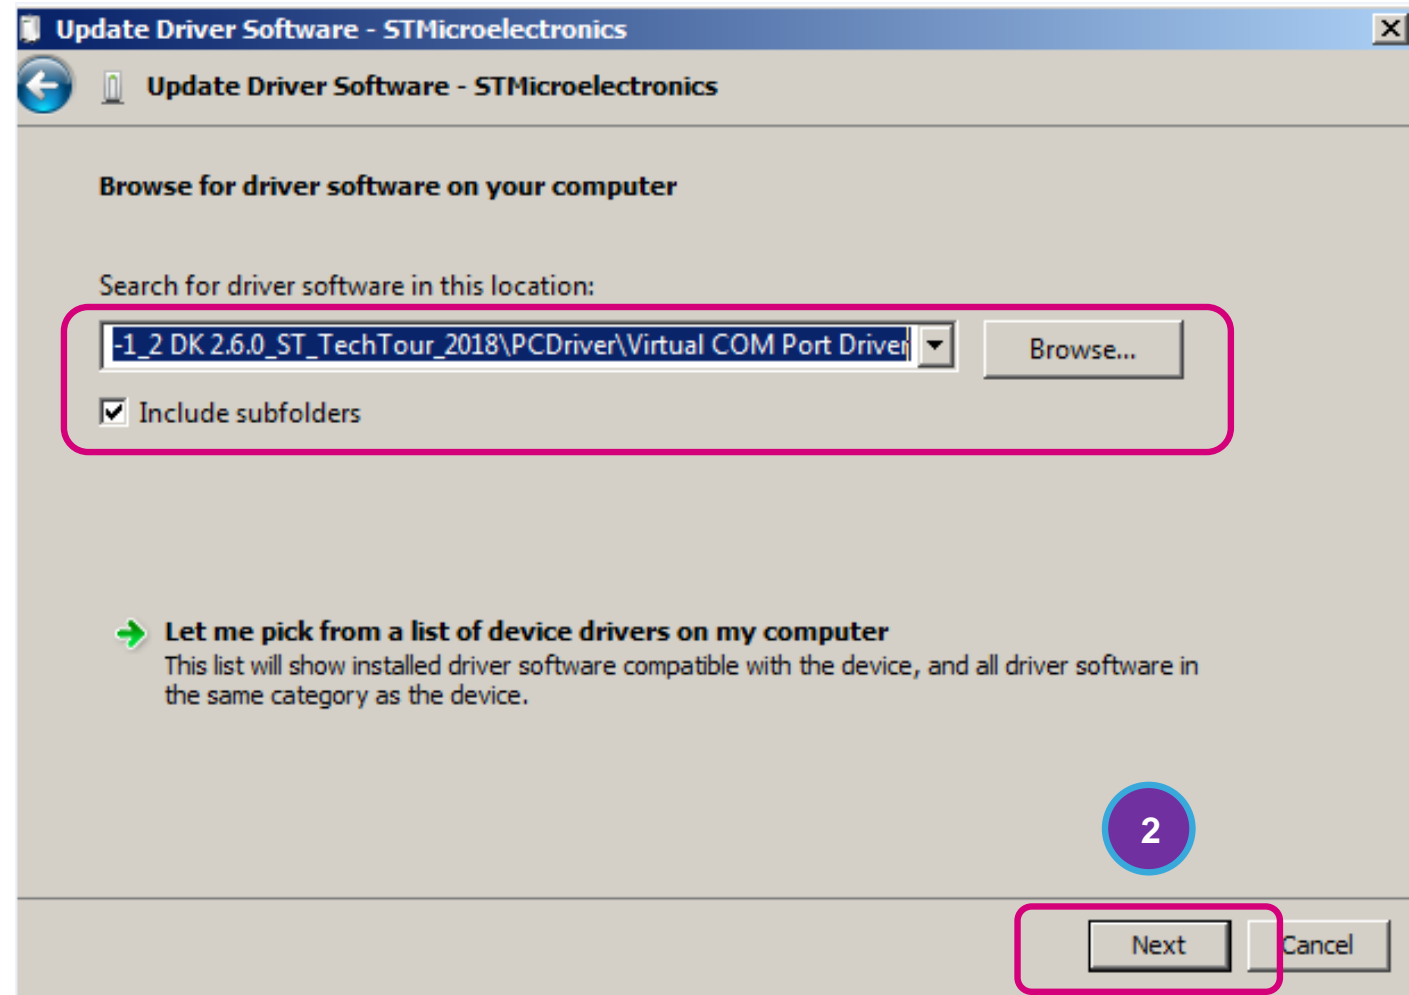 Update Driver Software - STMicroelectronics
Update Driver Software - STMicroelectronics
Browse for driver software on your computer
Search for driver software in this location:
-1_2 DK 2.6.0_ST_TechTour_2018\PCDriver\Virtual COM Port Driver
Browse...
Include subfolders
Let me pick from a list of device drivers on my computer
This list will show installed driver software compatible with the device, and all driver software in
the same category as the device.
2
Next
Cancel